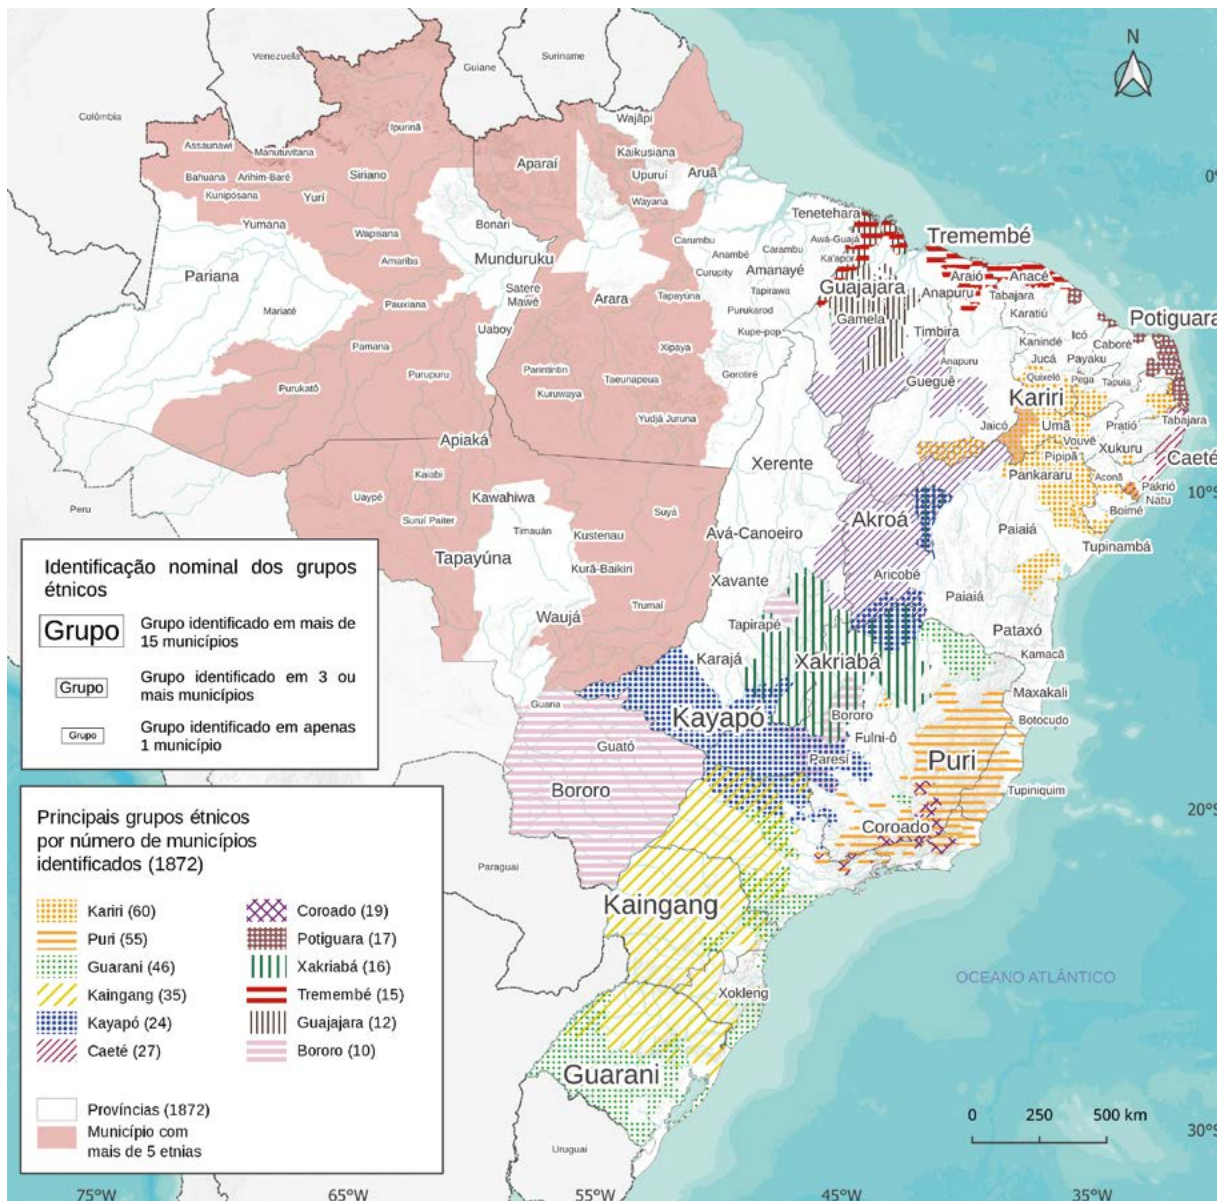 N
Venezuela
Suriname
Guiane
Colômbia
Wajãpi
Ipurinã
Assaunawi
Manutuvitana
Kaikusiana
Aparaí
Upuruí
Aruã
0°
Bahuana
Arihim-Baré
Siriano
Kunipósana
Yurí
Wayana
Tenetehara
Yumana
Wapisana
Bonari
Carumbu
Awá-Guajá
Tremembé
Carambu
Anambé
Ka'apor
Amaribа
Munduruku
Pariana
Curupity
Amanayé
Araió
Anacé
Satere
Mawé
Guajajara
Tapirawa
Anapuru
Tabajara
Pauxiana
Arara
Tapayúna
Mariatê
Purukarod
Gamela
Karatiú
Potiguara
Uaboy
Kupe-pop
Timbira
Icó
Kanindé
Caboré
Pamana
Xipaya
Anapuru
Jucá
Payaku
Parintintin
Gorotiré
Purukatô
Purupuru
Taeunapeua
Gueguê
Quixeló
Pega
Tapuia
Kuruwaya
Kariri
Yudjá Juruna
Jaicó
Umã
Pratió
Tabajara
Apiaká
Vouvê
Xukuru
Xerente
Pipipã
Caeté
Kaiabi
Pankararu
Aconã
Pakrió
Uaypê
Kawahiwa
Natu
10°S
Peru
Suruí Paiter
Suyá
Akroá
Boimé
Timauán
Kustenau
Avá-Canoeiro
Paiaiá
Tupinambá
Tapayúna
Kurâ-Baikiri
Xavante
Aricobé
Paiaiá
Trumaí
Waujá
Tapirapé
Pataxó
Karajá
Xakriabá
Kamacã
Maxakali
Guana
Kayapó
Bororo
Botocudo
Fulni-ô
Guató
Paresí
Puri
Bororo
Tupiniquim
20°S
Coroado
Paraguai
Kaingang
OCEANO ATLÂNTICO
Xokleng
Guarani
Uruguai
0 250 500 km
30°S
75°W 65°W 55°W 45°W 35°W
Identificação nominal dos grupos
étnicos
Grupo
Grupo identificado em mais de
15 municípios
Grupo
Grupo identificado em 3 ou
mais municípios
Grupo
Grupo identificado em apenas
1 município
Principais grupos étnicos
por número de municípios
identificados (1872)
Kariri (60)
Puri (55)
Guarani (46)
Kaingang (35)
Kayapó (24)
Caeté (27)
Coroado (19)
Potiguara (17)
Xakriabá (16)
Tremembé (15)
Guajajara (12)
Bororo (10)
Províncias (1872)
Município com
mais de 5 etnias